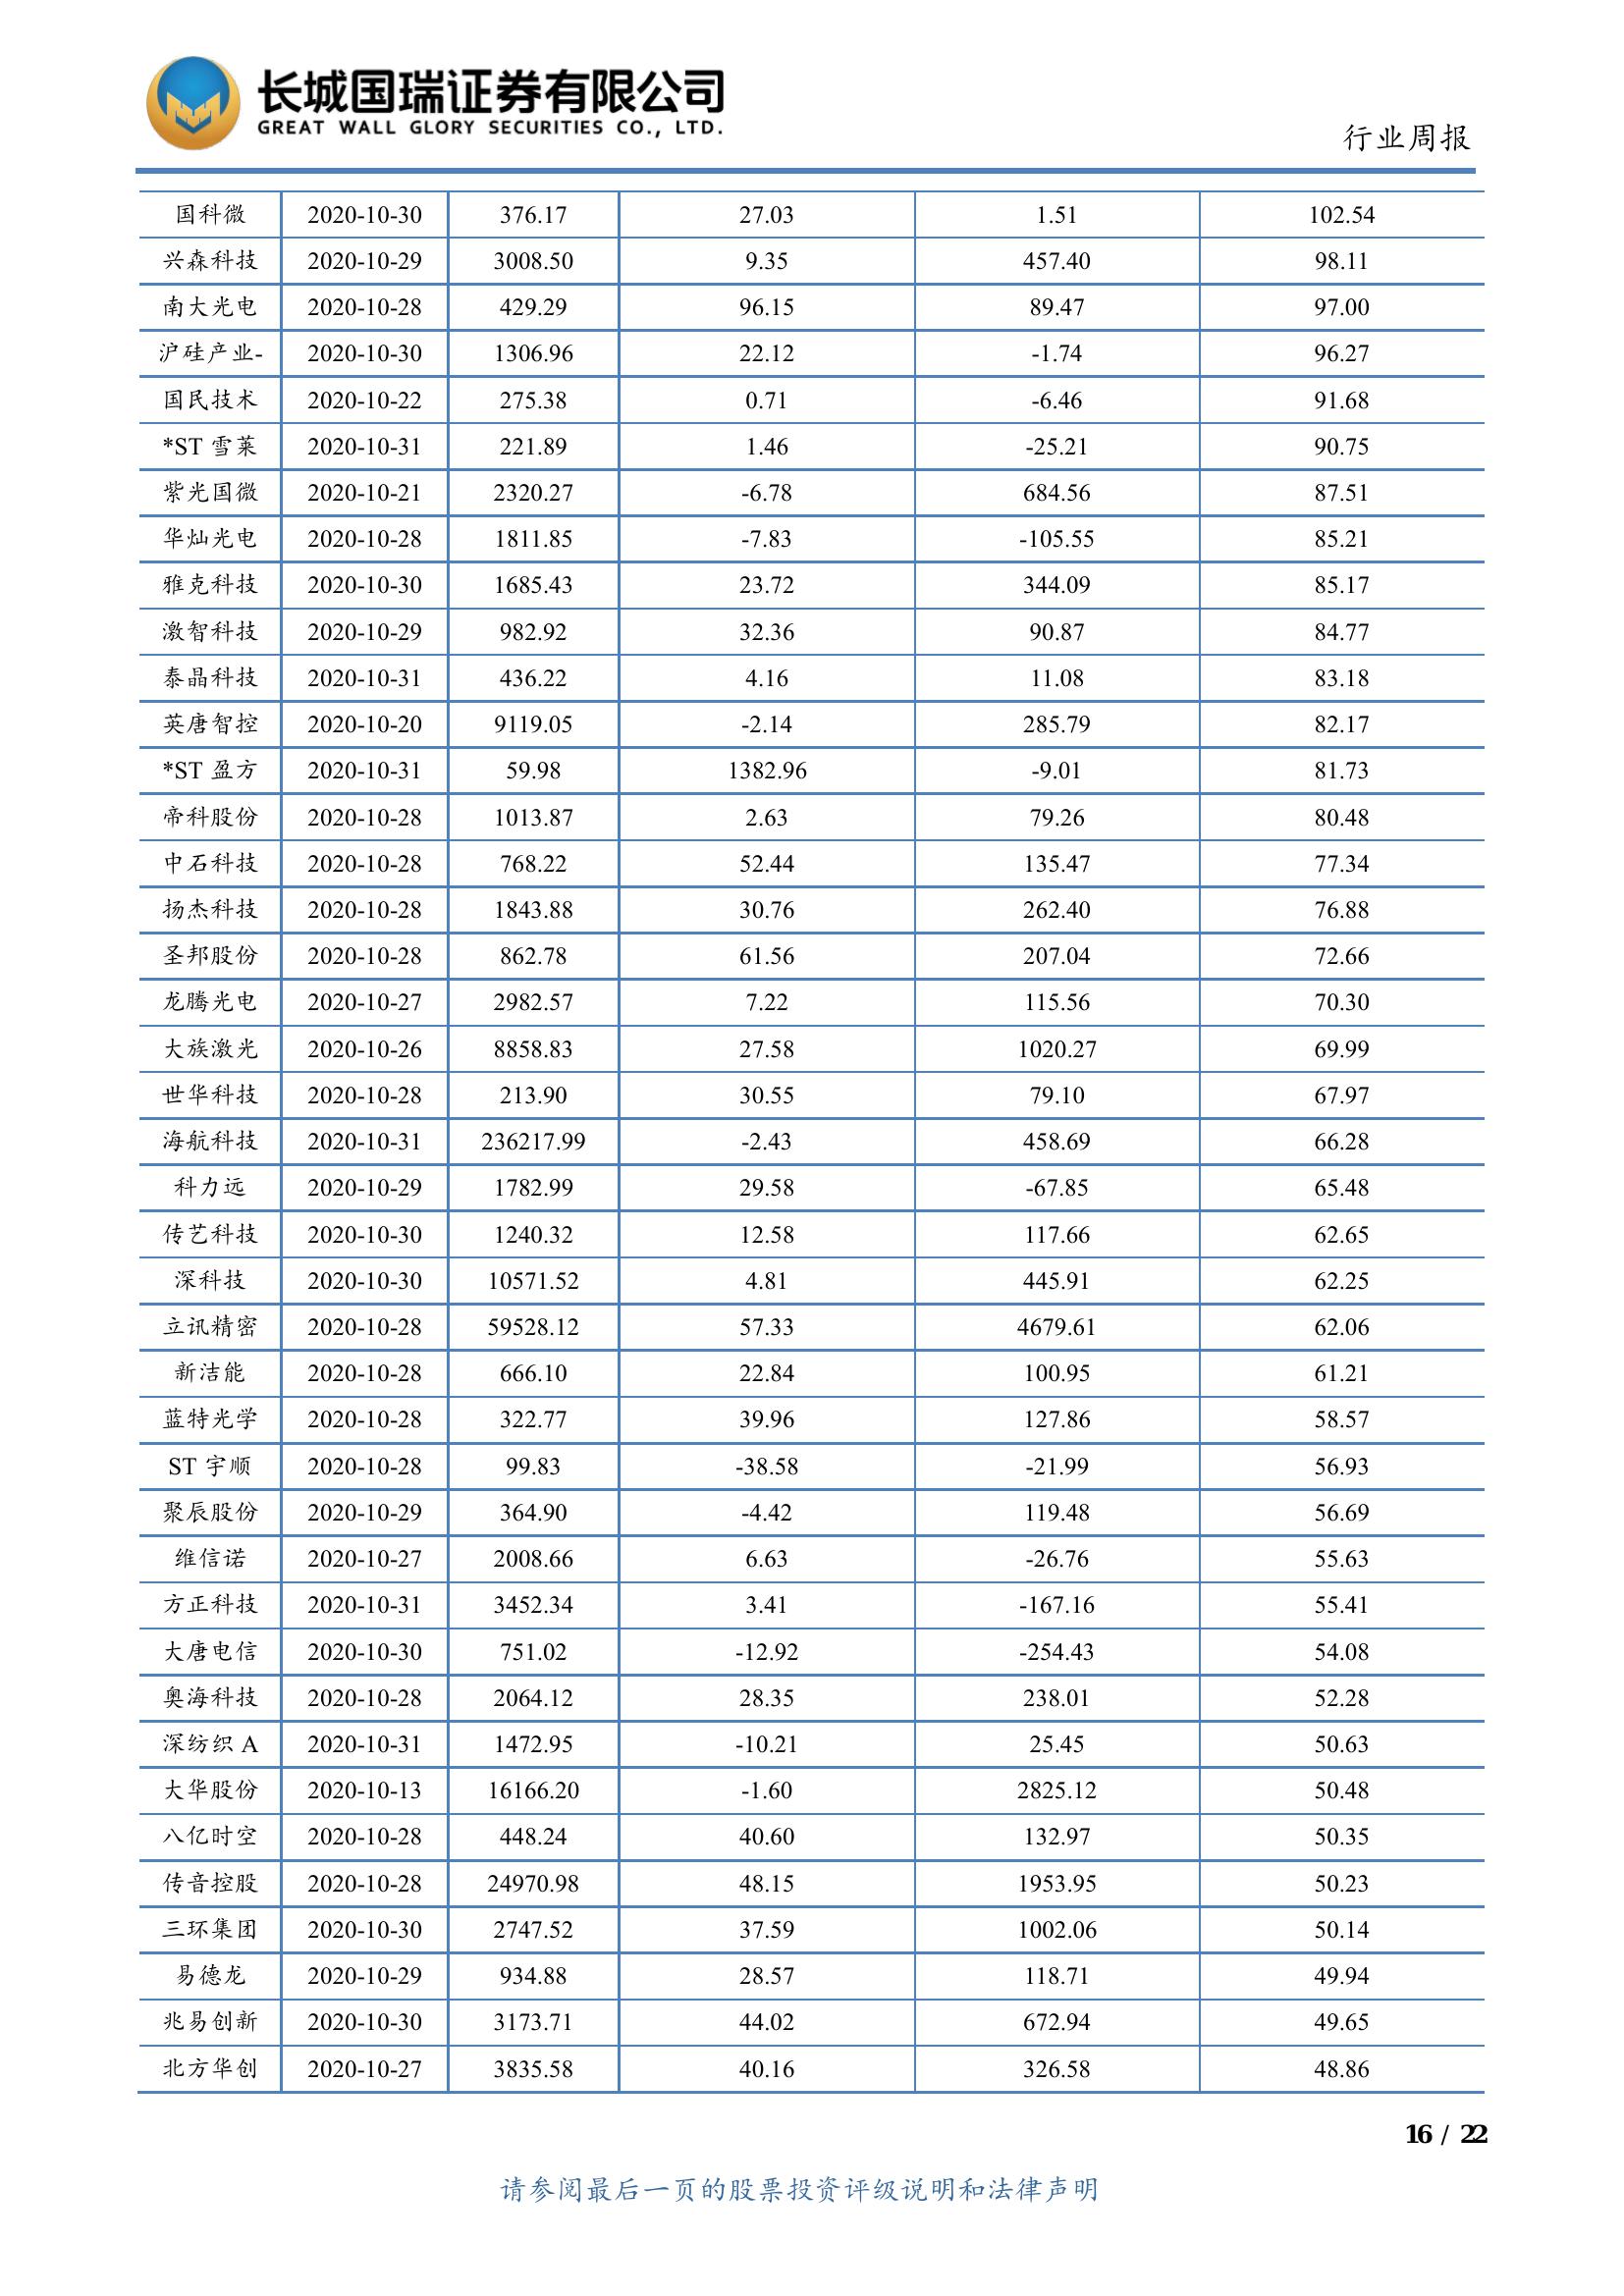 长城国瑞证券有限公司
GREAT WALL GLORY SECURITIES CO., LTD.
行业周报
国科微 2020-10-30 376.17 27.03 1.51 102.54
兴森科技 2020-10-29 3008.50 9.35 457.40 98.11
南大光电 2020-10-28 429.29 96.15 89.47 97.00
沪硅产业- 2020-10-30 1306.96 22.12 -1.74 96.27
国民技术 2020-10-22 275.38 0.71 -6.46 91.68
*ST 雪莱 2020-10-31 221.89 1.46 -25.21 90.75
紫光国微 2020-10-21 2320.27 -6.78 684.56 87.51
华灿光电 2020-10-28 1811.85 -7.83 -105.55 85.21
雅克科技 2020-10-30 1685.43 23.72 344.09 85.17
激智科技 2020-10-29 982.92 32.36 90.87 84.77
泰晶科技 2020-10-31 436.22 4.16 11.08 83.18
英唐智控 2020-10-20 9119.05 -2.14 285.79 82.17
*ST 盈方 2020-10-31 59.98 1382.96 -9.01 81.73
帝科股份 2020-10-28 1013.87 2.63 79.26 80.48
中石科技 2020-10-28 768.22 52.44 135.47 77.34
扬杰科技 2020-10-28 1843.88 30.76 262.40 76.88
圣邦股份 2020-10-28 862.78 61.56 207.04 72.66
龙腾光电 2020-10-27 2982.57 7.22 115.56 70.30
大族激光 2020-10-26 8858.83 27.58 1020.27 69.99
世华科技 2020-10-28 213.90 30.55 79.10 67.97
海航科技 2020-10-31 236217.99 -2.43 458.69 66.28
科力远 2020-10-29 1782.99 29.58 -67.85 65.48
传艺科技 2020-10-30 1240.32 12.58 117.66 62.65
深科技 2020-10-30 10571.52 4.81 445.91 62.25
立讯精密 2020-10-28 59528.12 57.33 4679.61 62.06
新洁能 2020-10-28 666.10 22.84 100.95 61.21
蓝特光学 2020-10-28 322.77 39.96 127.86 58.57
ST 宇顺 2020-10-28 99.83 -38.58 -21.99 56.93
聚辰股份 2020-10-29 364.90 -4.42 119.48 56.69
维信诺 2020-10-27 2008.66 6.63 -26.76 55.63
方正科技 2020-10-31 3452.34 3.41 -167.16 55.41
大唐电信 2020-10-30 751.02 -12.92 -254.43 54.08
奥海科技 2020-10-28 2064.12 28.35 238.01 52.28
深纺织 A 2020-10-31 1472.95 -10.21 25.45 50.63
大华股份 2020-10-13 16166.20 -1.60 2825.12 50.48
八亿时空 2020-10-28 448.24 40.60 132.97 50.35
传音控股 2020-10-28 24970.98 48.15 1953.95 50.23
三环集团 2020-10-30 2747.52 37.59 1002.06 50.14
易德龙 2020-10-29 934.88 28.57 118.71 49.94
兆易创新 2020-10-30 3173.71 44.02 672.94 49.65
北方华创 2020-10-27 3835.58 40.16 326.58 48.86
16 / 22
请参阅最后一页的股票投资评级说明和法律声明